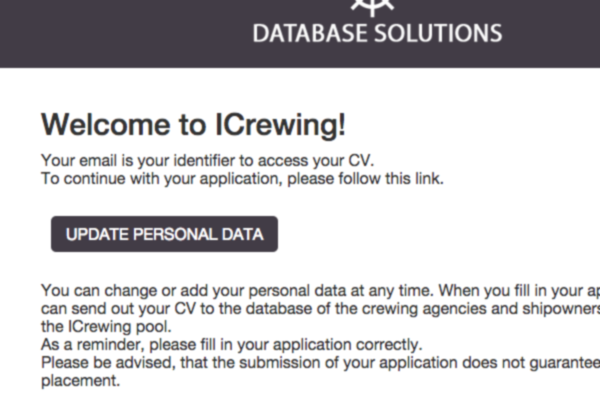 DATABASE SOLUTIONS
Welcome to ICrewing!
Your email is your identifier to access your CV.
To continue with your application, please follow this link.
UPDATE PERSONAL DATA
You can change or add your personal data at any time. When you fill in your
can send out your CV to the database of the crewing agencies and shipowners
the ICrewing pool.
As a reminder, please fill in your application correctly.
Please be advised, that the submission of your application does not guarantee
placement.